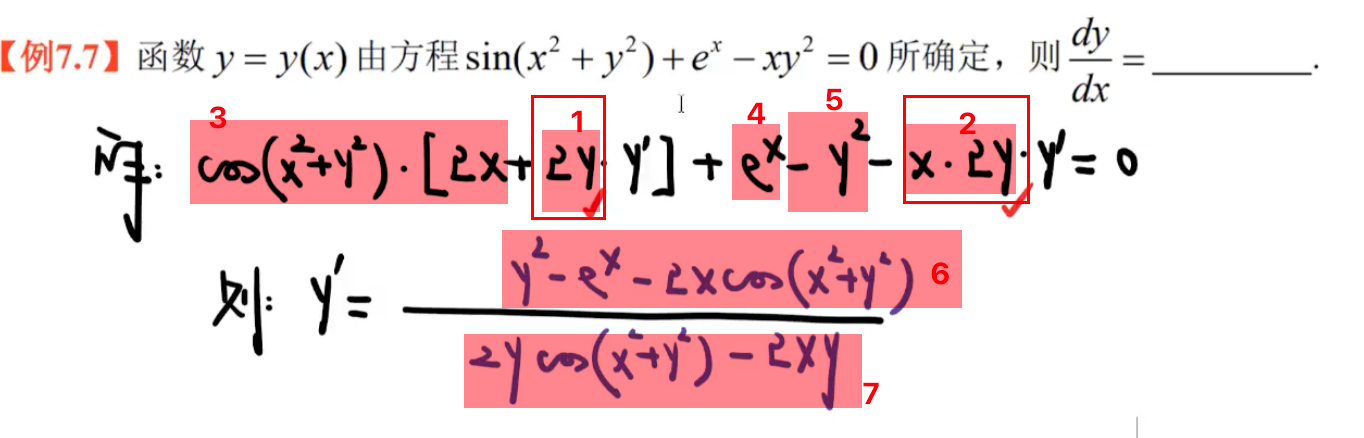 【例7.7】函数 y = y(x) 由方程 sin(x² + y²) + eˣ − xy² = 0 所确定，则 dy/dx = ________.
3 1 4 5 2
解: cos(x²+y²)·[2x+2y·y′] + eˣ − y² − x·2y·y′ = 0
则: y′ = (y² − eˣ − 2xcos(x²+y²)) / (2y cos(x²+y²) − 2xy)
6
7